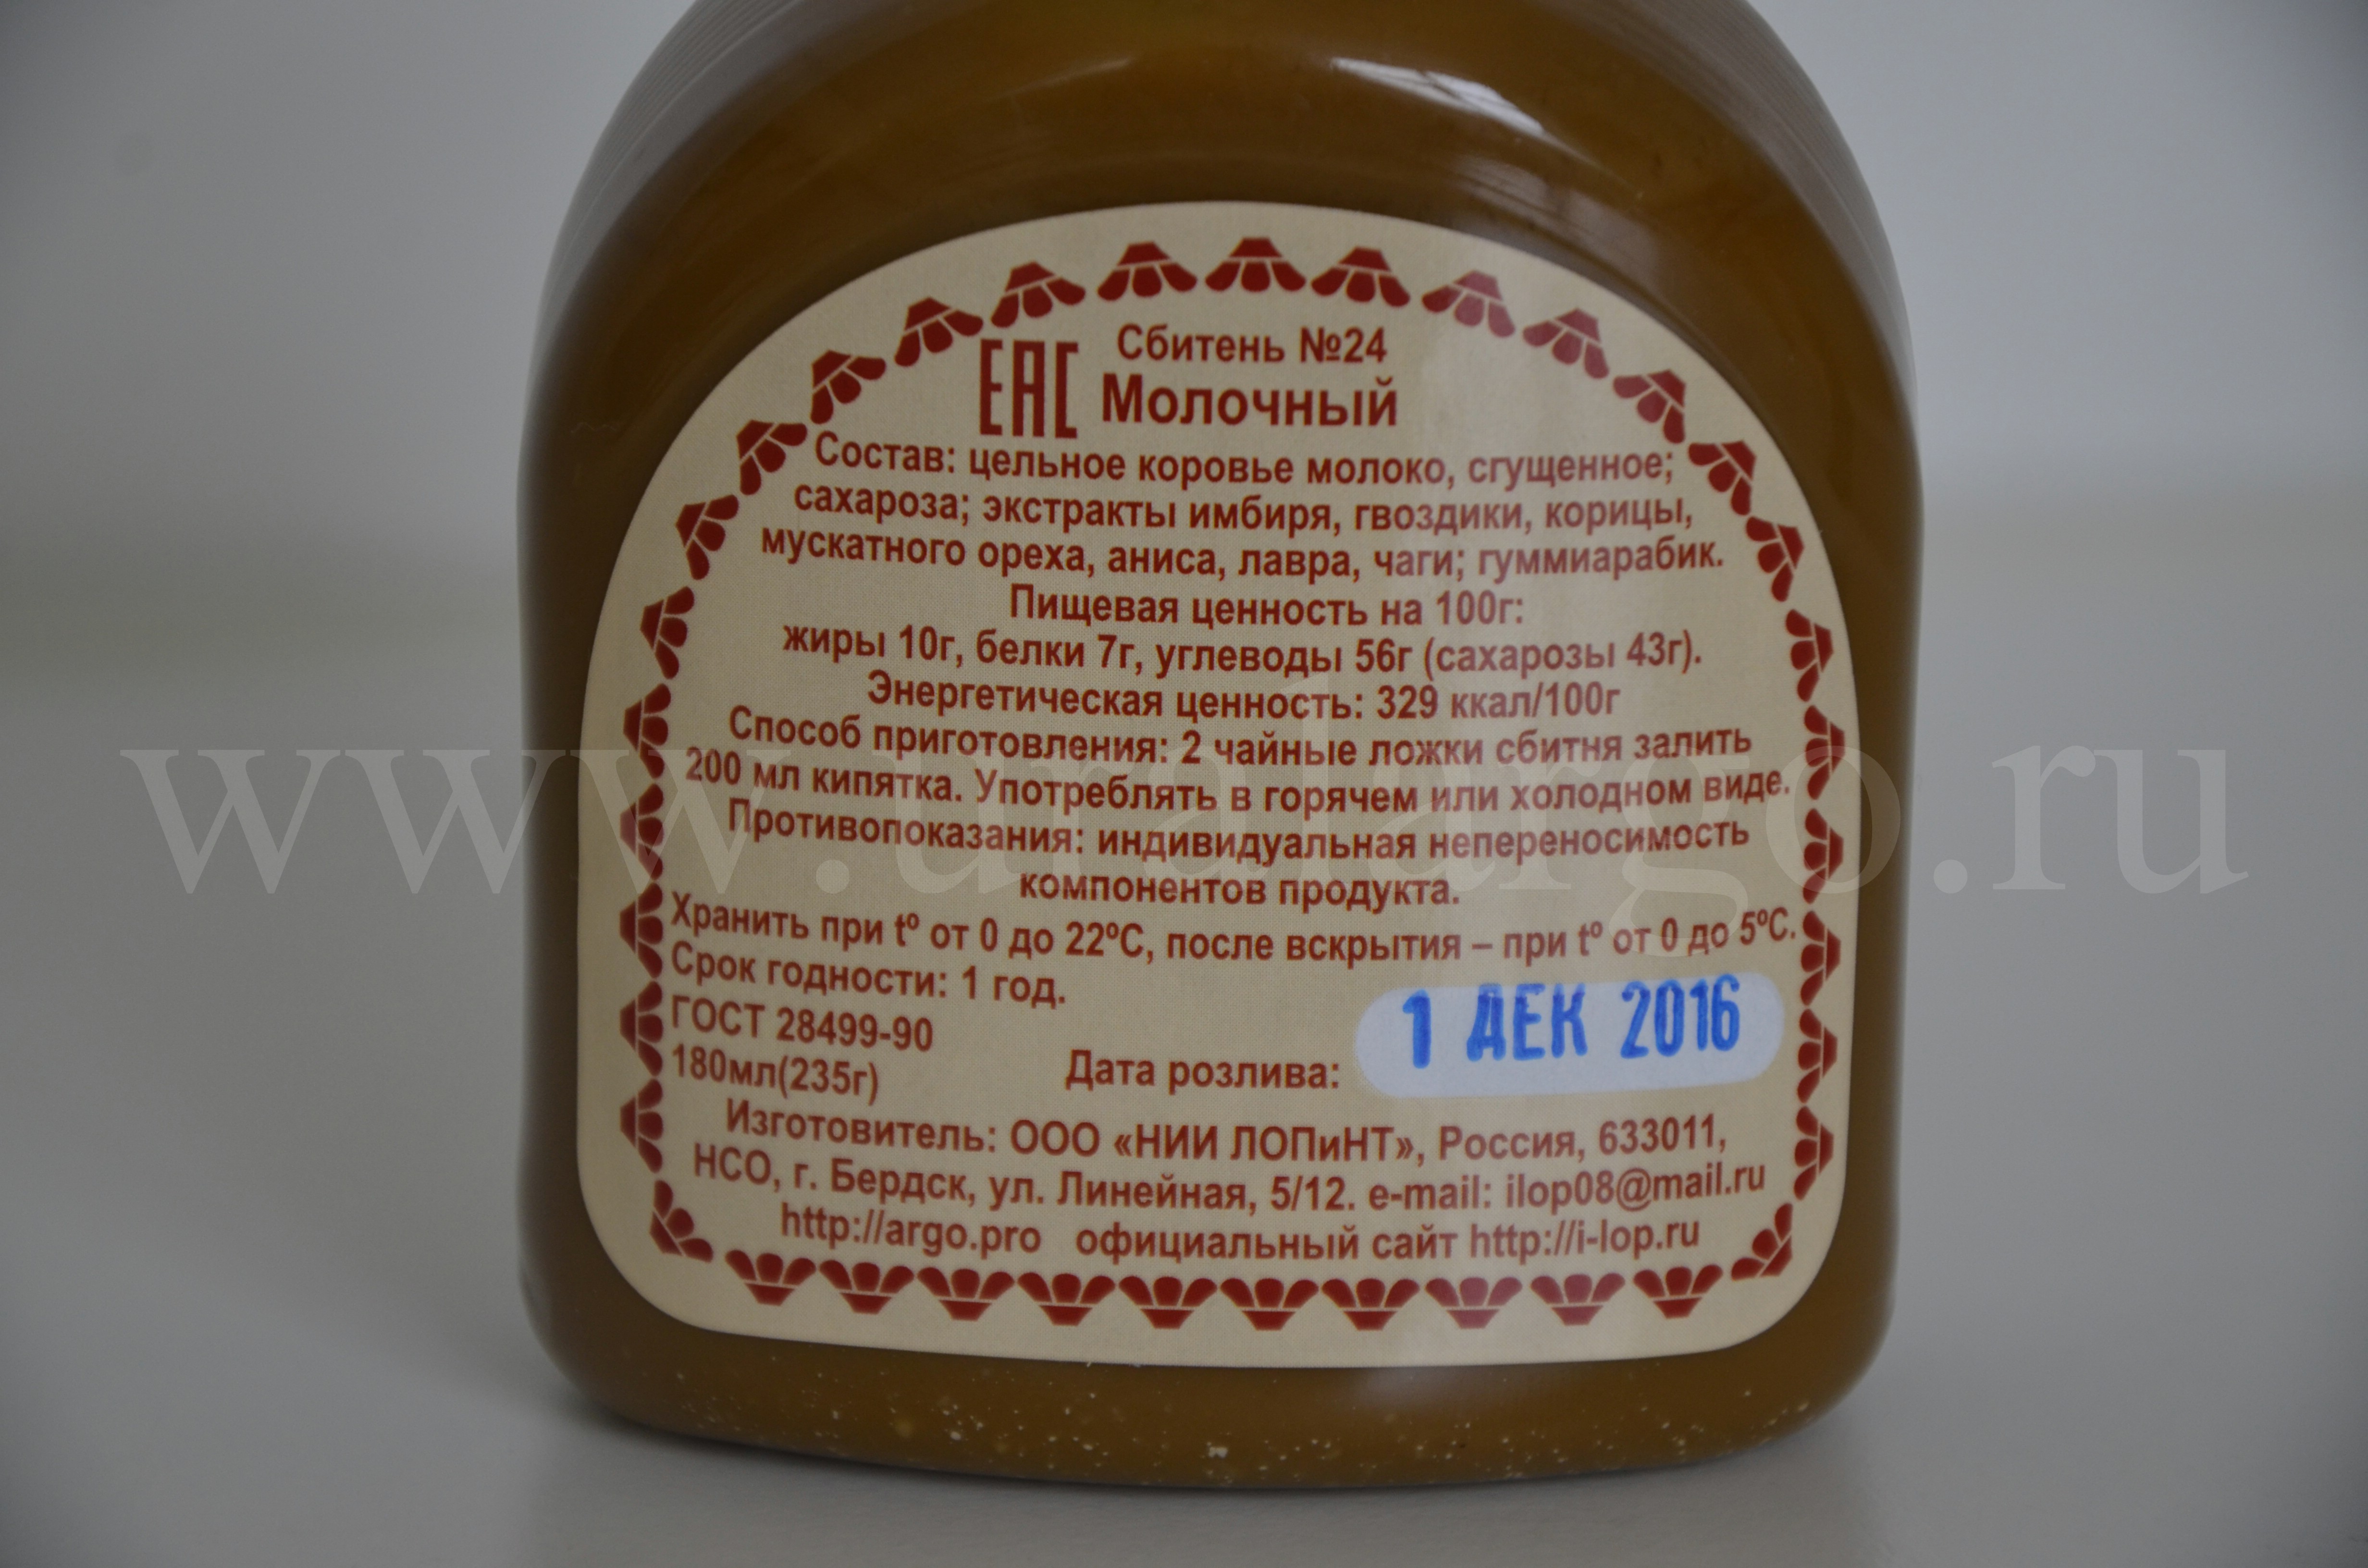 Сбитень №24
ЕАС Молочный
Состав: цельное коровье молоко, сгущенное;
сахароза; экстракты имбиря, гвоздики, корицы,
мускатного ореха, аниса, лавра, чаги; гуммиарабик.
Пищевая ценность на 100г:
жиры 10г, белки 7г, углеводы 56г (сахарозы 43г).
Энергетическая ценность: 329 ккал/100г
Способ приготовления: 2 чайные ложки сбитня залить
200 мл кипятка. Употреблять в горячем или холодном виде.
Противопоказания: индивидуальная непереносимость
компонентов продукта.
Хранить при tº от 0 до 22ºС, после вскрытия – при tº от 0 до 5ºС.
Срок годности: 1 год.
ГОСТ 28499-90
180мл(235г)
Дата розлива: 1 ДЕК 2016
Изготовитель: ООО «НИИ ЛОПиНТ», Россия, 633011,
НСО, г. Бердск, ул. Линейная, 5/12. e-mail: ilop08@mail.ru
http://argo.pro официальный сайт http://i-lop.ru
www.uralargo.ru